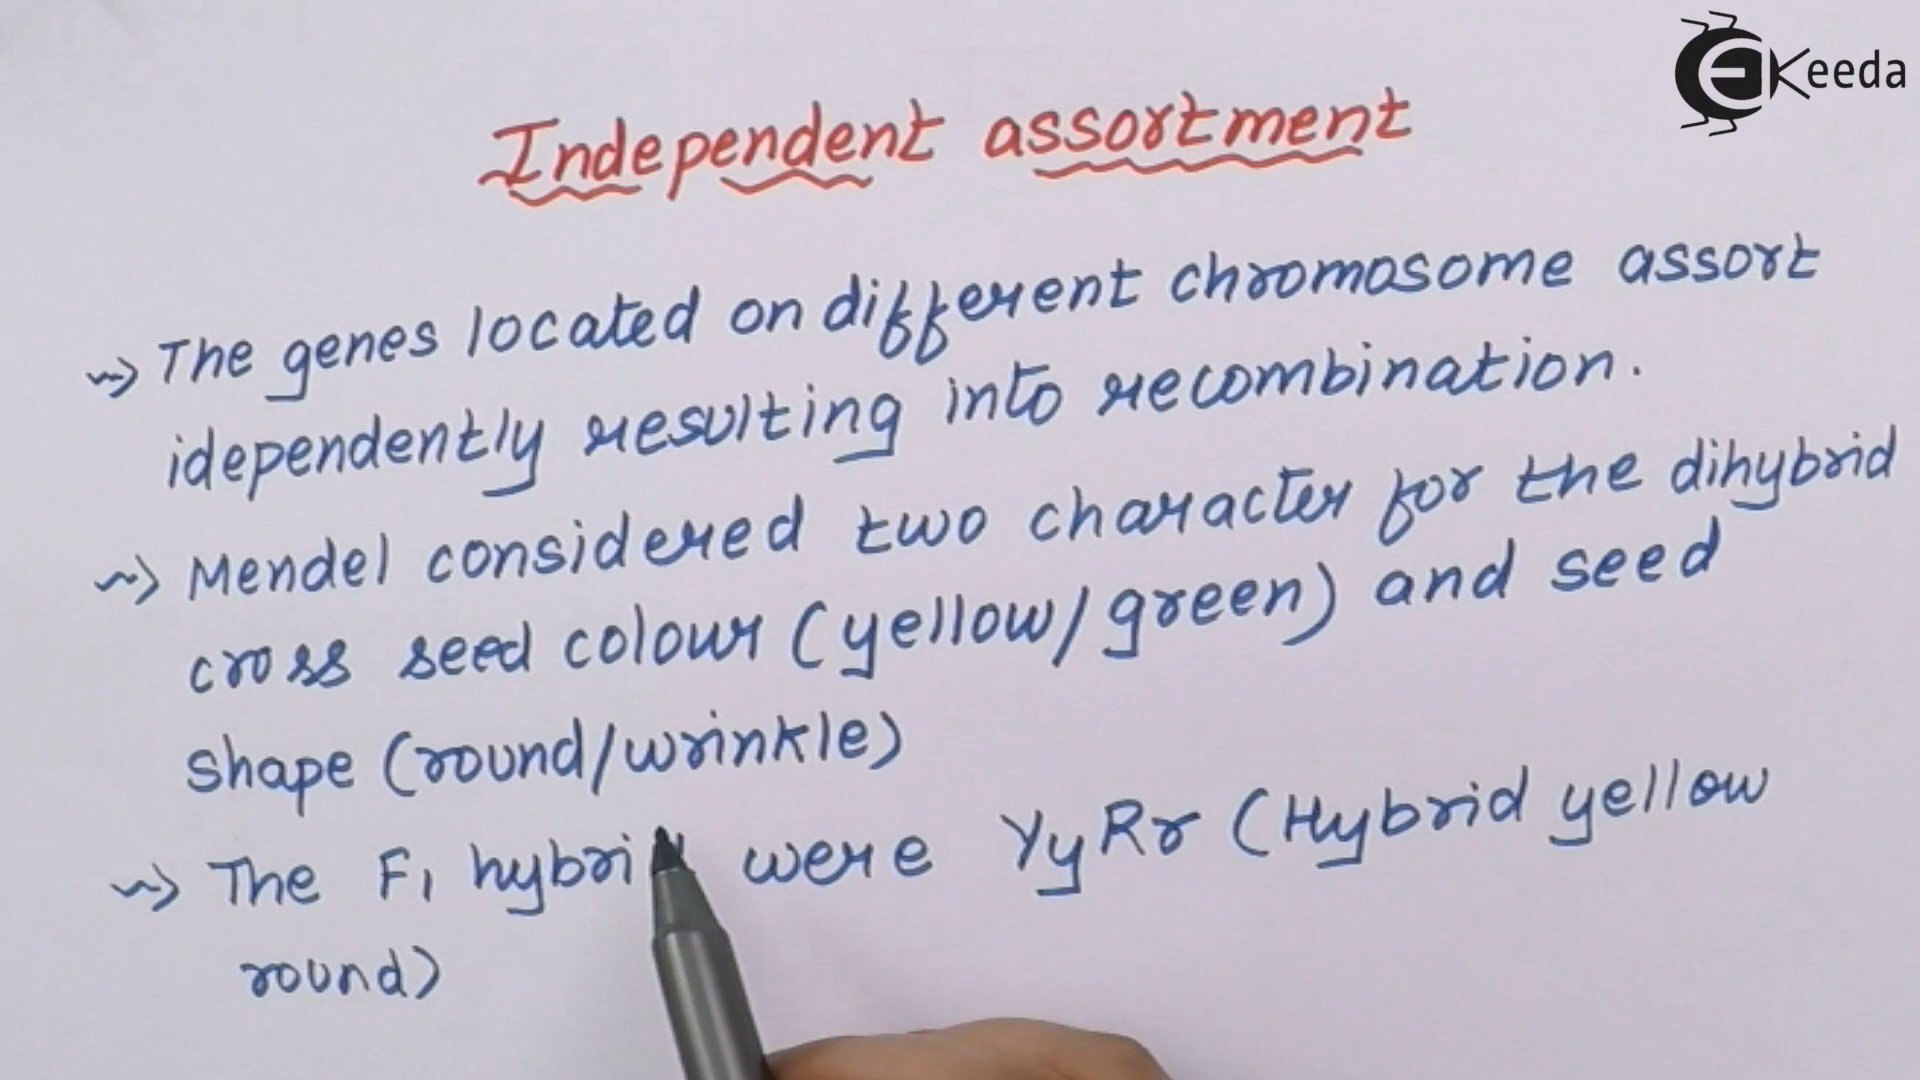 Keeda
Independent assortment
~> The genes located on different chromosome assort
idependently resulting into recombination.
~> Mendel considered two character for the dihybrid
cross seed colour (yellow/green) and seed
shape (round/wrinkle)
~> The F₁ were YyRr (Hybrid yellow
round)